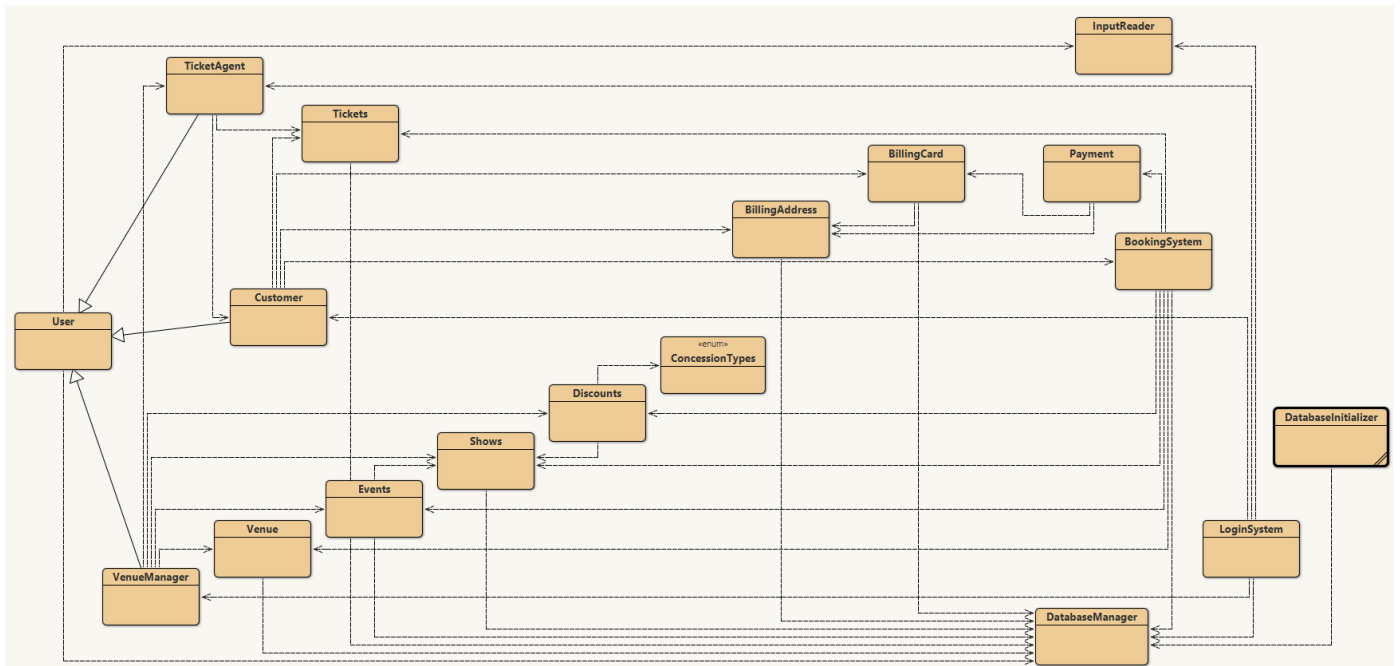 InputReader
TicketAgent
Tickets
BillingCard
Payment
BillingAddress
BookingSystem
Customer
User
«enum»
ConcessionTypes
Discounts
DatabaseInitializer
Shows
Events
Venue
LoginSystem
VenueManager
DatabaseManager